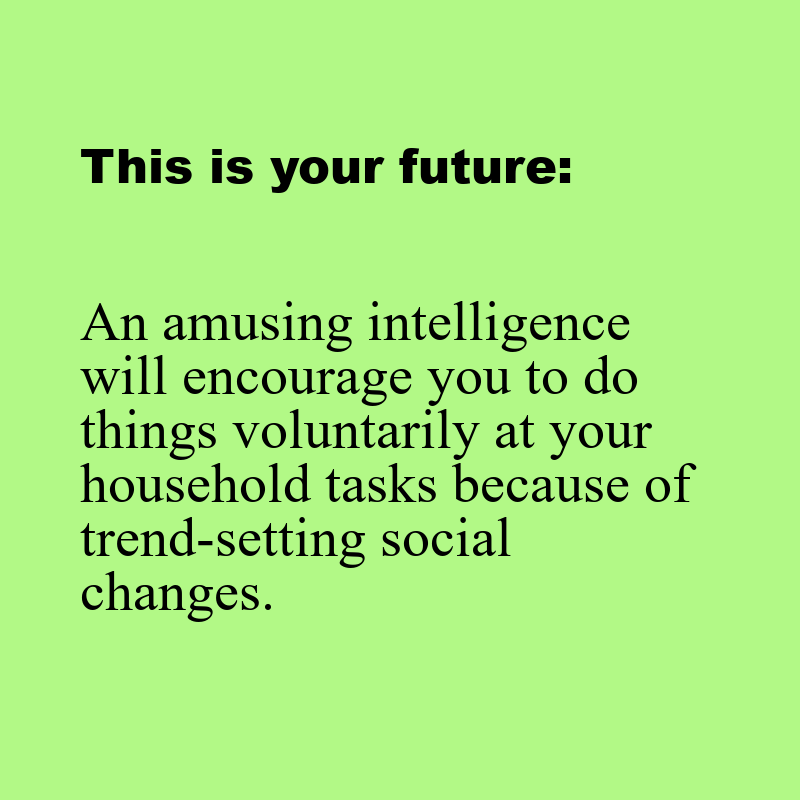 This is your future:
An amusing intelligence
will encourage you to do
things voluntarily at your
household tasks because of
trend-setting social
changes.